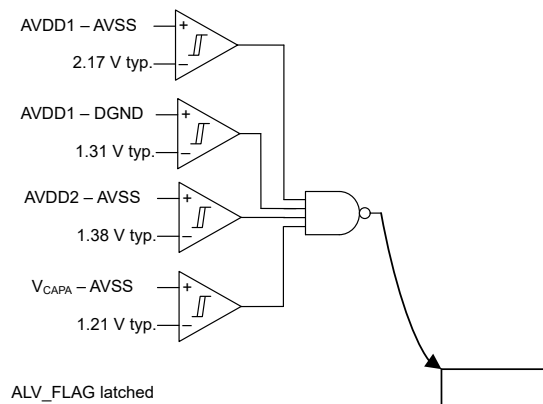 AVDD1 – AVSS
+
2.17 V typ.
–
AVDD1 – DGND
+
1.31 V typ.
–
AVDD2 – AVSS
+
1.38 V typ.
–
VCAPA – AVSS
+
1.21 V typ.
–
ALV_FLAG latched